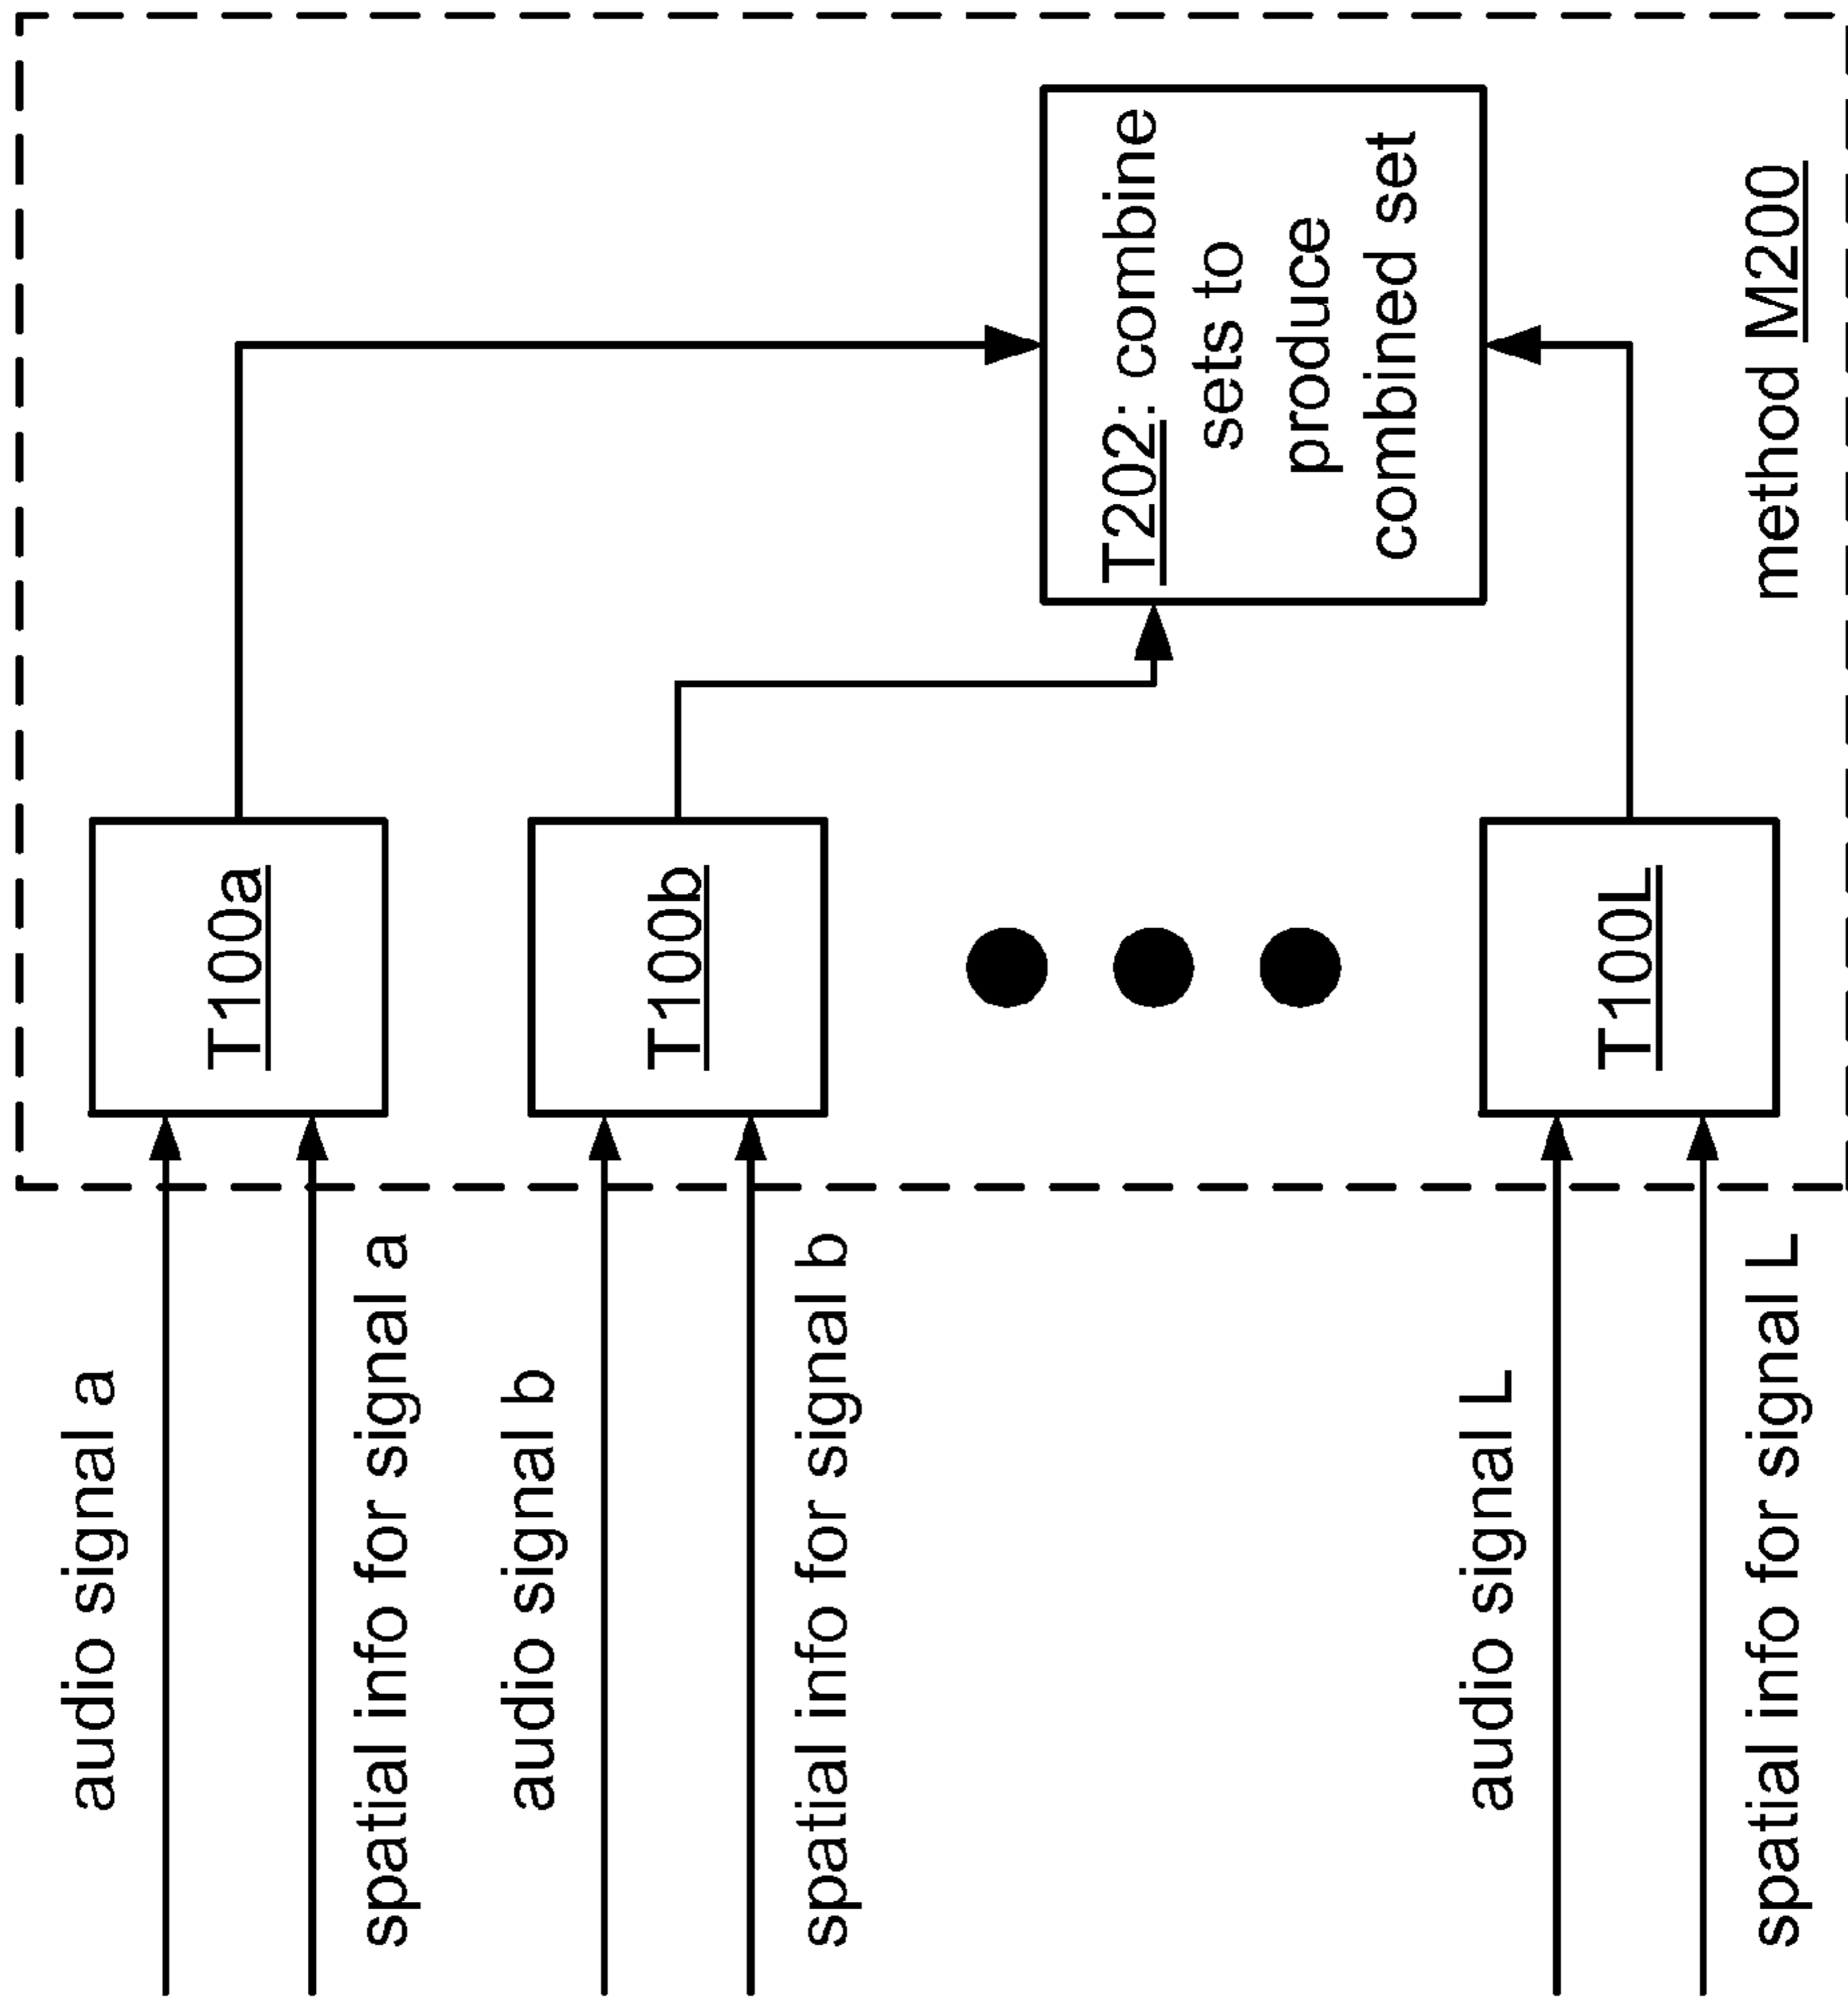 audio signal a
spatial info for signal a
audio signal b
spatial info for signal b
audio signal L
spatial info for signal L
T100a
T100b
T100L
T202: combine
sets to
produce
combined set
method M200